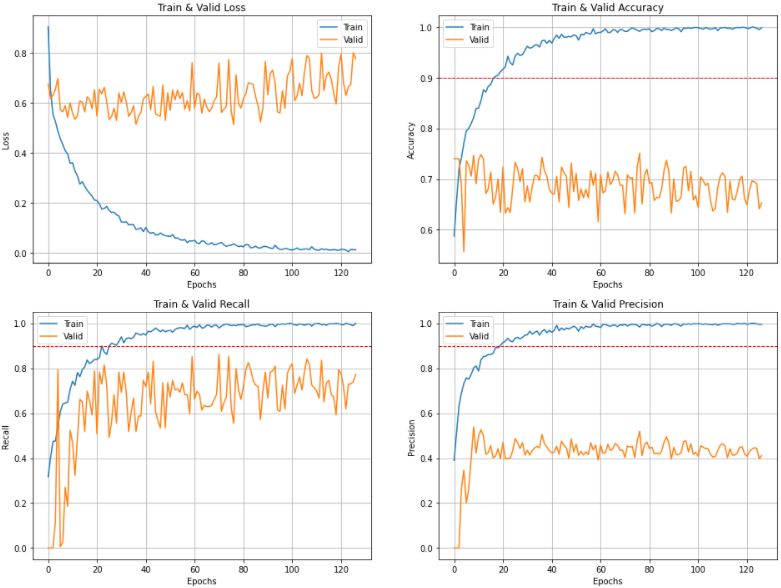 Train & Valid Loss
Train
Valid
0.8
0.6
0.4
0.2
0.0
Loss
0 20 40 60 80 100 120
Epochs
Train & Valid Accuracy
Train
Valid
1.0
0.9
0.8
0.7
0.6
Accuracy
0 20 40 60 80 100 120
Epochs
Train & Valid Recall
Train
Valid
1.0
0.8
0.6
0.4
0.2
0.0
Recall
0 20 40 60 80 100 120
Epochs
Train & Valid Precision
Train
Valid
1.0
0.8
0.6
0.4
0.2
0.0
Precision
0 20 40 60 80 100 120
Epochs